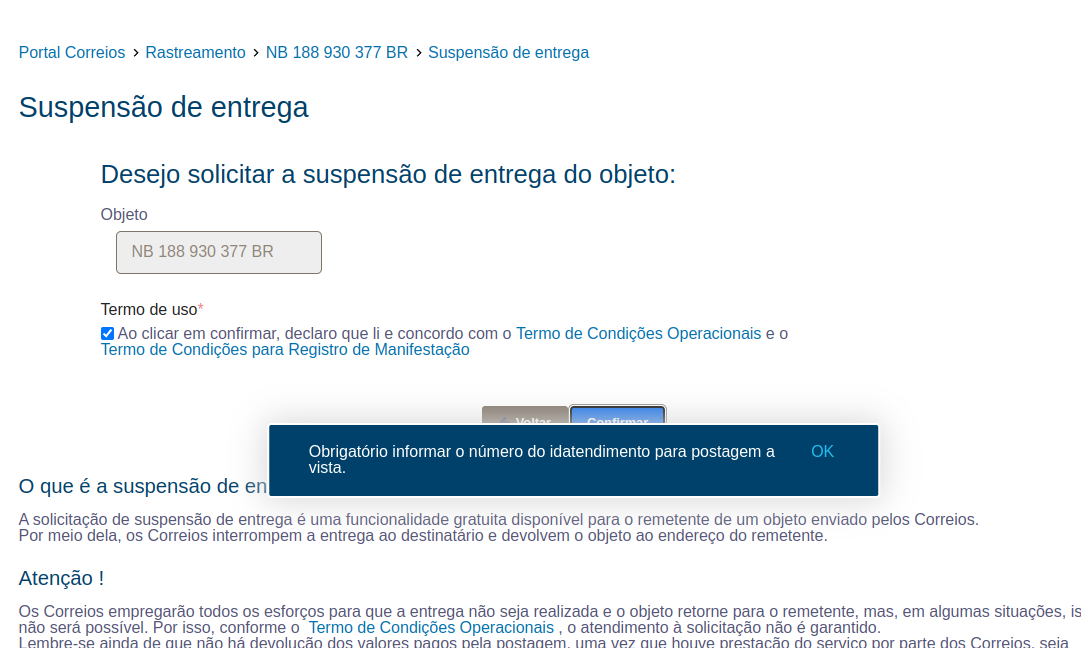 Portal Correios > Rastreamento > NB 188 930 377 BR > Suspensão de entrega
Suspensão de entrega
Desejo solicitar a suspensão de entrega do objeto:
Objeto
NB 188 930 377 BR
Termo de uso*
Ao clicar em confirmar, declaro que li e concordo com o Termo de Condições Operacionais e o
Termo de Condições para Registro de Manifestação
Voltar Confirmar
Obrigatório informar o número do idatendimento para postagem a
vista.
OK
O que é a suspensão de en
A solicitação de suspensão de entrega é uma funcionalidade gratuita disponível para o remetente de um objeto enviado pelos Correios.
Por meio dela, os Correios interrompem a entrega ao destinatário e devolvem o objeto ao endereço do remetente.
Atenção !
Os Correios empregarão todos os esforços para que a entrega não seja realizada e o objeto retorne para o remetente, mas, em algumas situações, is
não será possível. Por isso, conforme o Termo de Condições Operacionais , o atendimento à solicitação não é garantido.
Lembre-se ainda de que não há devolução dos valores pagos pela postagem, uma vez que houve prestação do serviço por parte dos Correios, seja